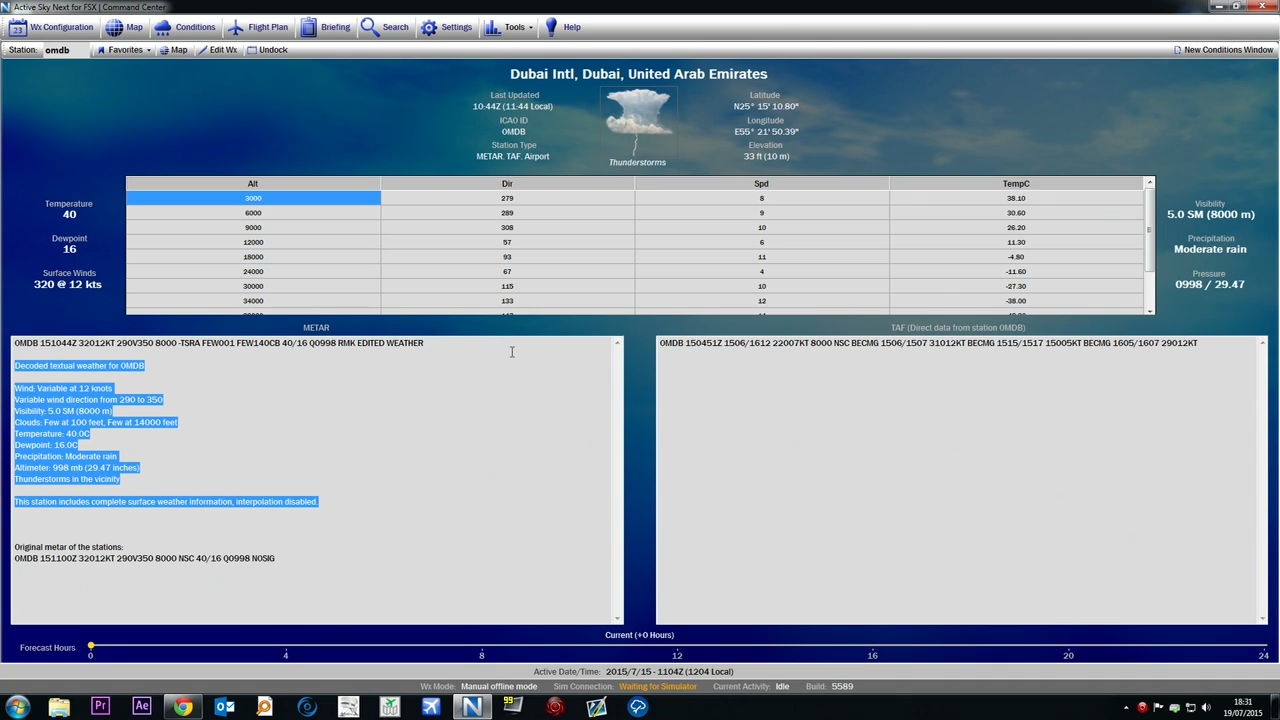 Active Sky Next for FSX | Command Center
23 Wx Configuration Map Conditions Flight Plan Briefing Search Settings Tools Help
Station: omdb Favorites Map Edit Wx Undock New Conditions Window
Dubai Intl, Dubai, United Arab Emirates
Last Updated
10:44Z (11:44 Local)
ICAO ID
OMDB
Station Type
METAR. TAF. Airport
Thunderstorms
Latitude
N25° 15' 10.80"
Longitude
E55° 21' 50.39"
Elevation
33 ft (10 m)
Temperature
40
Dewpoint
16
Surface Winds
320 @ 12 kts
Alt Dir Spd TempC
3000 279 8 38.10
6000 289 9 30.60
9000 308 10 26.20
12000 57 6 11.30
18000 93 11 -4.80
24000 67 4 -11.60
30000 115 10 -27.30
34000 133 12 -38.00
Visibility
5.0 SM (8000 m)
Precipitation
Moderate rain
Pressure
0998 / 29.47
METAR
OMDB 151044Z 32012KT 290V350 8000 -TSRA FEW001 FEW140CB 40/16 Q0998 RMK EDITED WEATHER
Decoded textual weather for OMDB
Wind: Variable at 12 knots
Variable wind direction from 290 to 350
Visibility: 5.0 SM (8000 m)
Clouds: Few at 100 feet, Few at 14000 feet
Temperature: 40.0C
Dewpoint: 16.0C
Precipitation: Moderate rain
Altimeter: 998 mb (29.47 inches)
Thunderstorms in the vicinity
This station includes complete surface weather information, interpolation disabled.
Original metar of the stations:
OMDB 151100Z 32012KT 290V350 8000 NSC 40/16 Q0998 NOSIG
TAF (Direct data from station OMDB)
OMDB 150451Z 1506/1612 22007KT 8000 NSC BECMG 1506/1507 31012KT BECMG 1515/1517 15005KT BECMG 1605/1607 29012KT
Current (+0 Hours)
Forecast Hours
0 4 8 12 16 20 24
Active Date/Time: 2015/7/15 - 1104Z (1204 Local)
Wx Mode: Manual offline mode Sim Connection: Waiting for Simulator Current Activity: Idle Build: 5589
Pr Ae N 99
18:31
19/07/2015